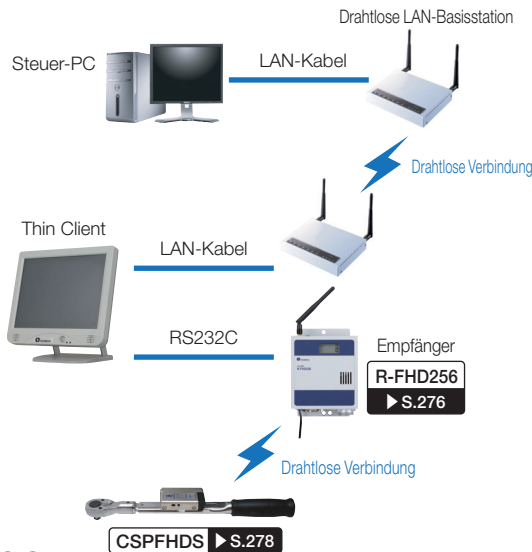 Drahtlose LAN-Basisstation
Steuer-PC
LAN-Kabel
Drahtlose Verbindung
Thin Client
LAN-Kabel
RS232C
Empfänger
R-FHD256
▶ S.276
Drahtlose Verbindung
CSPFHDS ▶ S.278